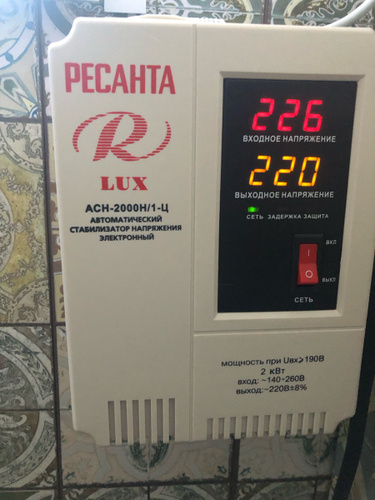 РЕСАНТА
R
LUX
АСН-2000Н/1-Ц
АВТОМАТИЧЕСКИЙ
СТАБИЛИЗАТОР НАПРЯЖЕНИЯ
ЭЛЕКТРОННЫЙ
226
ВХОДНОЕ НАПРЯЖЕНИЕ
220
ВЫХОДНОЕ НАПРЯЖЕНИЕ
СЕТЬ ЗАДЕРЖКА ЗАЩИТА
ВКЛ
I
O
ВЫКЛ
СЕТЬ
мощность при Uвх≥190В
2 кВт
вход: ~140÷260В
выход:~220В±8%